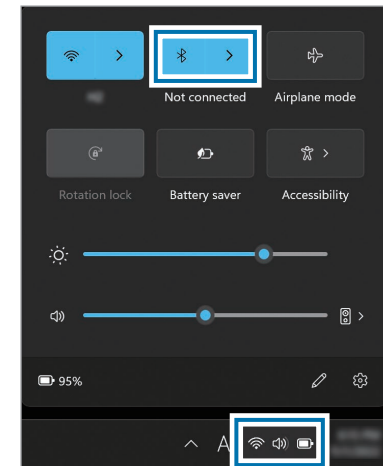 Not connected
Airplane mode
Rotation lock
Battery saver
Accessibility
95%
A